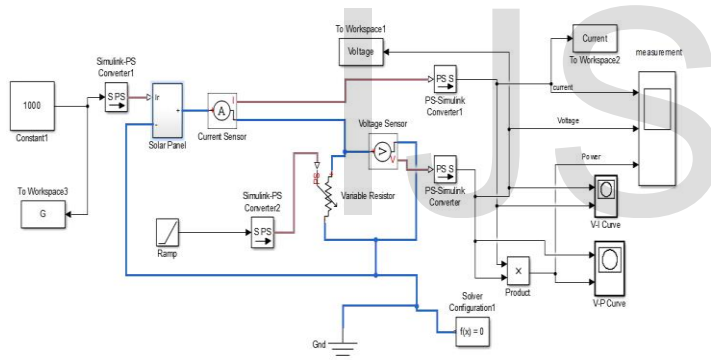 IJS
To Workspace1
Voltage
Current
To Workspace2
measurement
Simulink-PS
Converter1
S PS
Ir
+
-
Solar Panel
1000
Constant1
A
I
Current Sensor
PS S
PS-Simulink
Converter1
current
Voltage
Power
Voltage Sensor
V
V
PS S
PS-Simulink
Converter
To Workspace3
G
Simulink-PS
Converter2
S PS
PS
Variable Resistor
Ramp
V-I Curve
×
Product
V-P Curve
Solver
Configuration1
f(x) = 0
Gnd